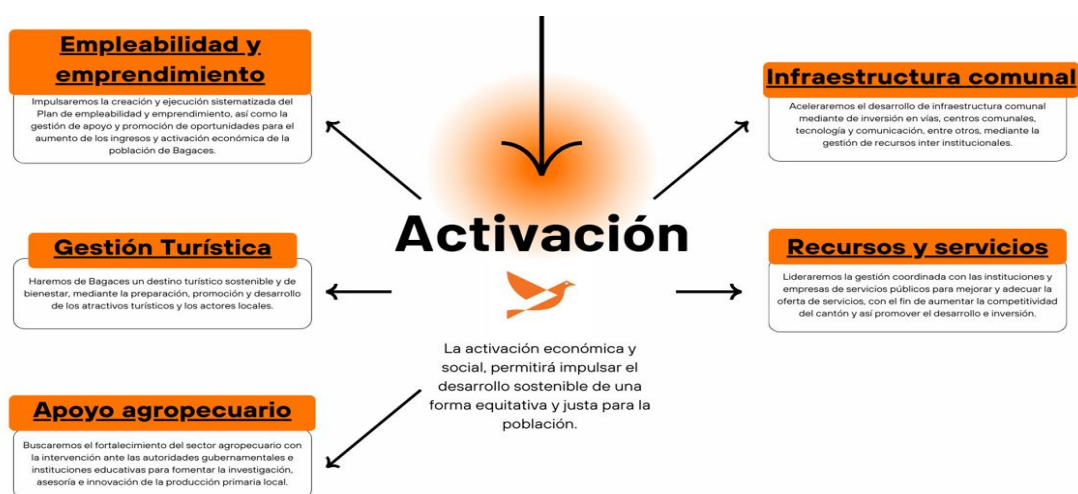 Empleabilidad y
emprendimiento
Impulsaremos la creación y ejecución sistematizada del
Plan de empleabilidad y emprendimiento, así como la
gestión de apoyo y promoción de oportunidades para el
aumento de los ingresos y activación económica de la
población de Bagaces.
Infraestructura comunal
Aceleraremos el desarrollo de infraestructura comunal
mediante de inversión en vías, centros comunales,
tecnología y comunicación, entre otros, mediante la
gestión de recursos inter institucionales.
Activación
Gestión Turística
Haremos de Bagaces un destino turístico sostenible y de
bienestar, mediante la preparación, promoción y desarrollo
de los atractivos turísticos y los actores locales.
Recursos y servicios
Lideraremos la gestión coordinada con las instituciones y
empresas de servicios públicos para mejorar y adecuar la
oferta de servicios, con el fin de aumentar la competitividad
del cantón y así promover el desarrollo e inversión.
La activación económica y
social, permitirá impulsar el
desarrollo sostenible de una
forma equitativa y justa para la
población.
Apoyo agropecuario
Buscaremos el fortalecimiento del sector agropecuario con
la intervención ante las autoridades gubernamentales e
instituciones educativas para fomentar la investigación,
asesoría e innovación de la producción primaria local.